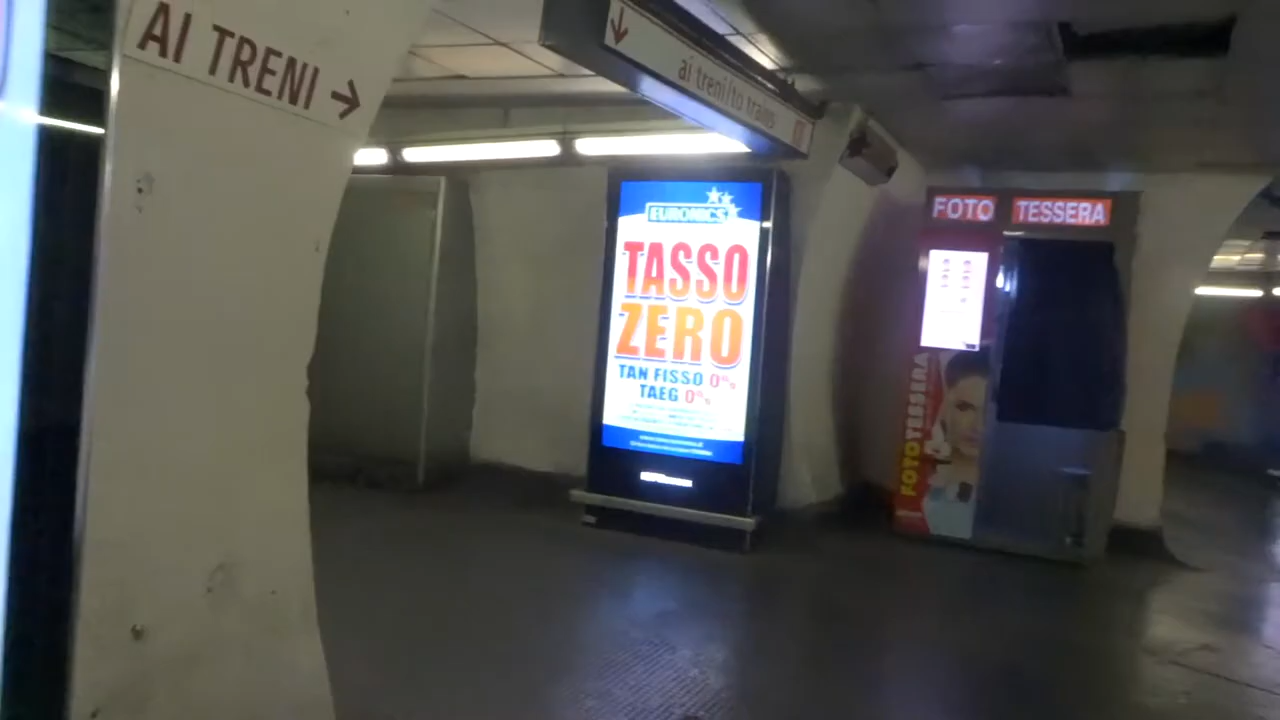 AI TRENI →
ai treni/to trains
EURONICS
TASSO
ZERO
TAN FISSO 0%
TAEG 0%
FOTO TESSERA
FOTOTESSERA